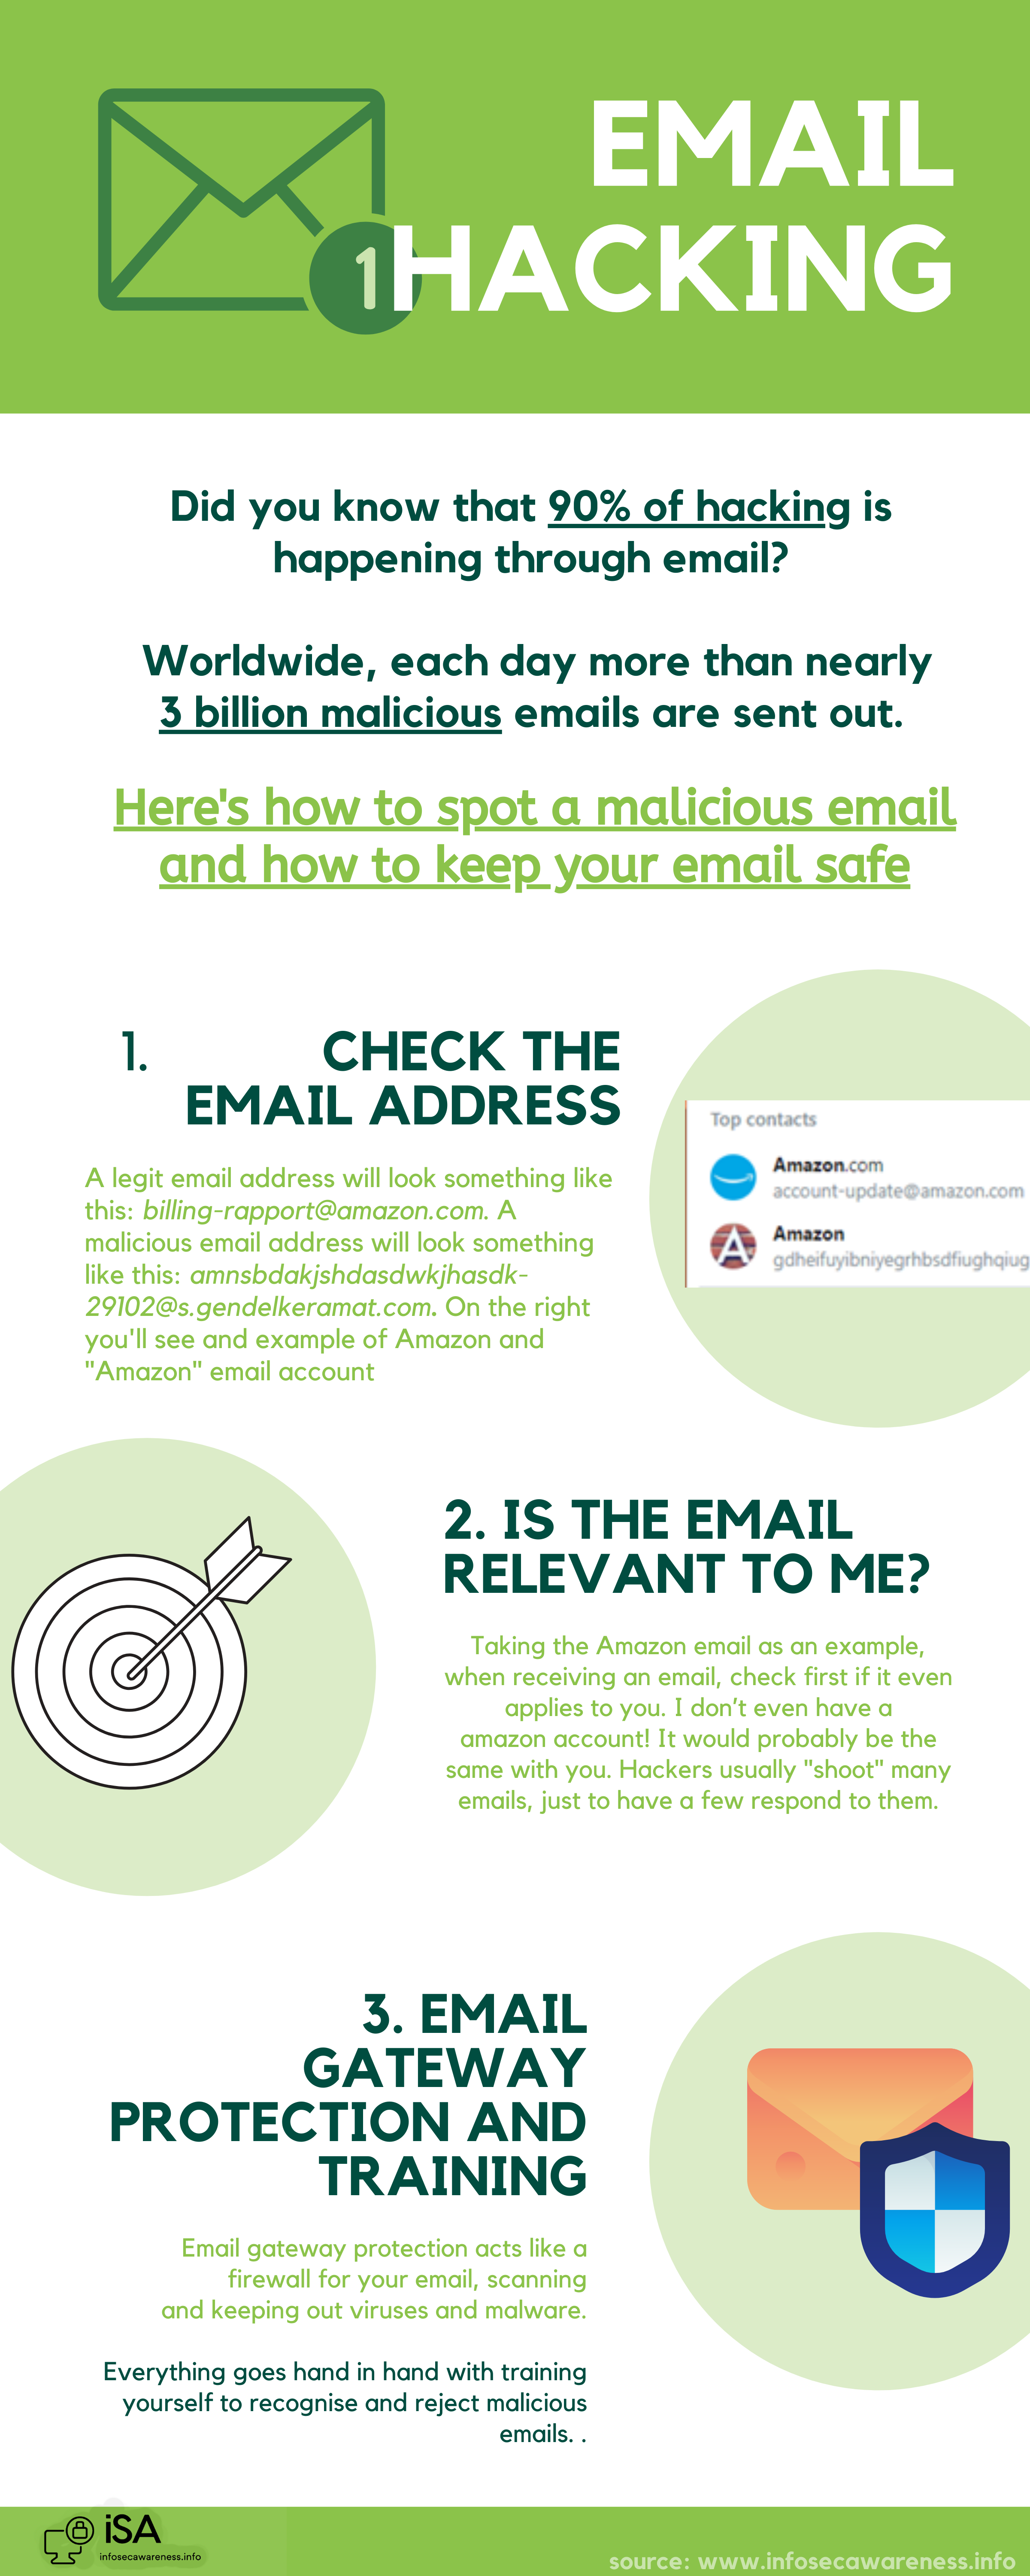 EMAIL
1
HACKING
Did you know that 90% of hacking is
happening through email?
Worldwide, each day more than nearly
3 billion malicious emails are sent out.
Here's how to spot a malicious email
and how to keep your email safe
1. CHECK THE
EMAIL ADDRESS
A legit email address will look something like
this: billing-rapport@amazon.com. A
malicious email address will look something
like this: amnsbdakjshdasdwkjhasdk-
29102@s.gendelkeramat.com. On the right
you'll see and example of Amazon and
"Amazon" email account
Top contacts
Amazon.com
account-update@amazon.com
A
Amazon
gdheifuyibniyegrhbsdfiughqiug
2. IS THE EMAIL
RELEVANT TO ME?
Taking the Amazon email as an example,
when receiving an email, check first if it even
applies to you. I don’t even have a
amazon account! It would probably be the
same with you. Hackers usually "shoot" many
emails, just to have a few respond to them.
3. EMAIL
GATEWAY
PROTECTION AND
TRAINING
Email gateway protection acts like a
firewall for your email, scanning
and keeping out viruses and malware.
Everything goes hand in hand with training
yourself to recognise and reject malicious
emails. .
iSA
infosecawareness.info
source: www.infosecawareness.info